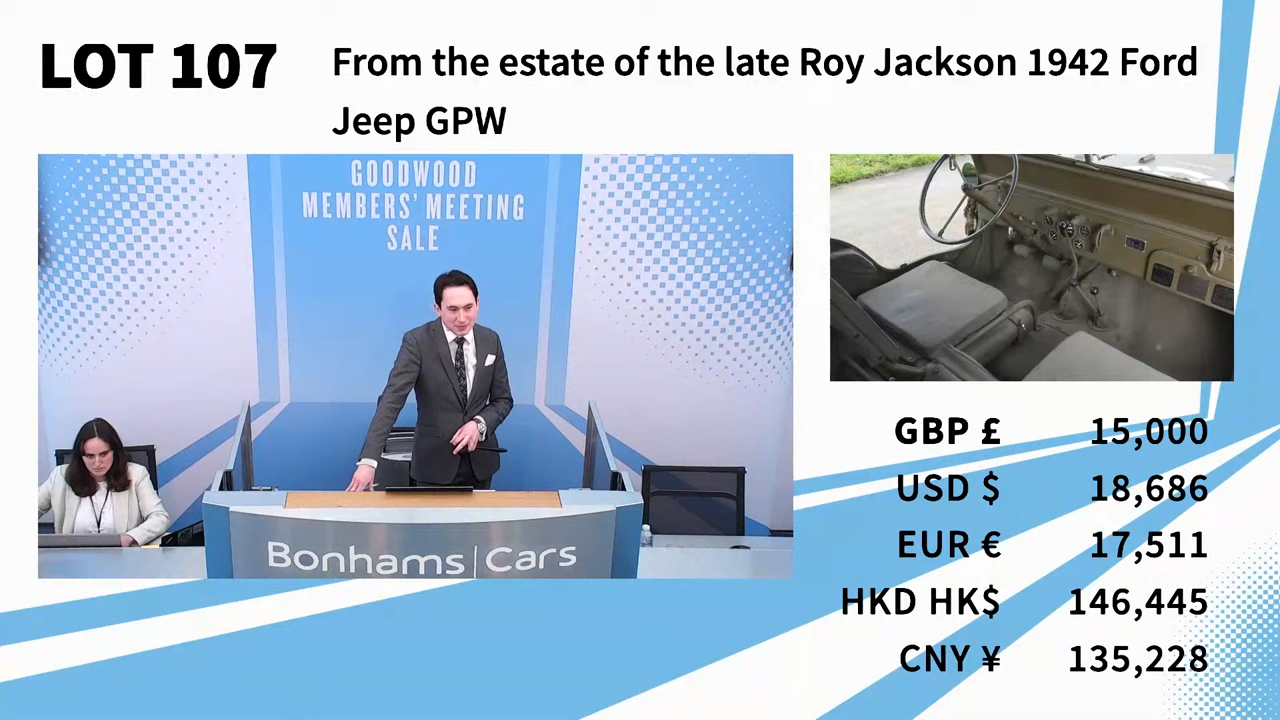 LOT 107
From the estate of the late Roy Jackson 1942 Ford
Jeep GPW
GOODWOOD
MEMBERS' MEETING
SALE
Bonhams|Cars
GBP £ 15,000
USD $ 18,686
EUR € 17,511
HKD HK$ 146,445
CNY ¥ 135,228